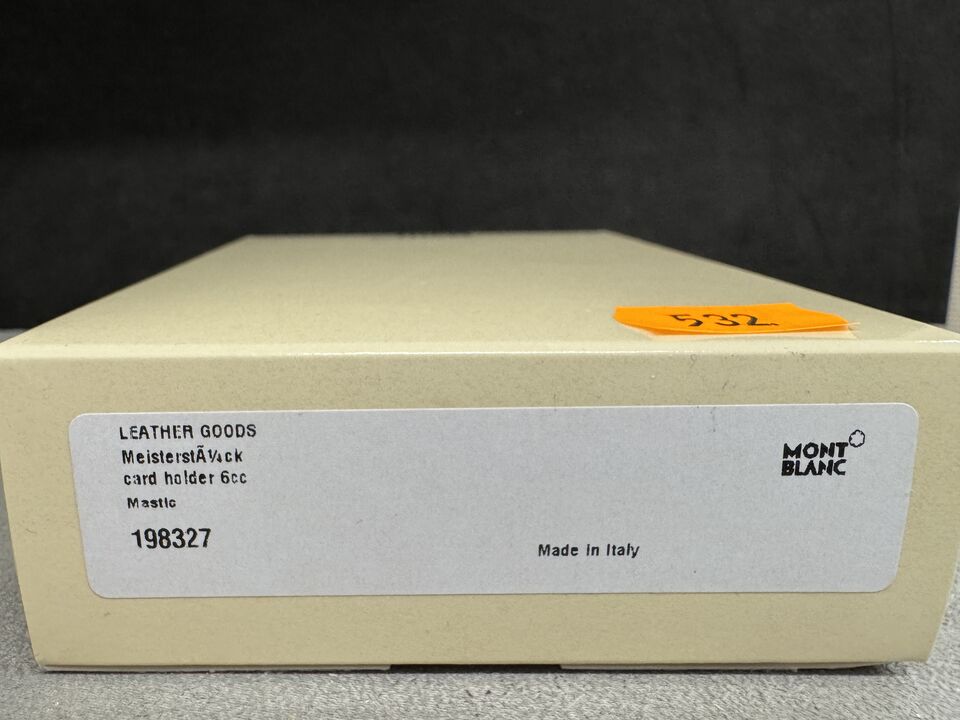 532
LEATHER GOODS
MeisterstÃ¼ck
card holder 6cc
Mastic
198327
Made in Italy
MONT
BLANC